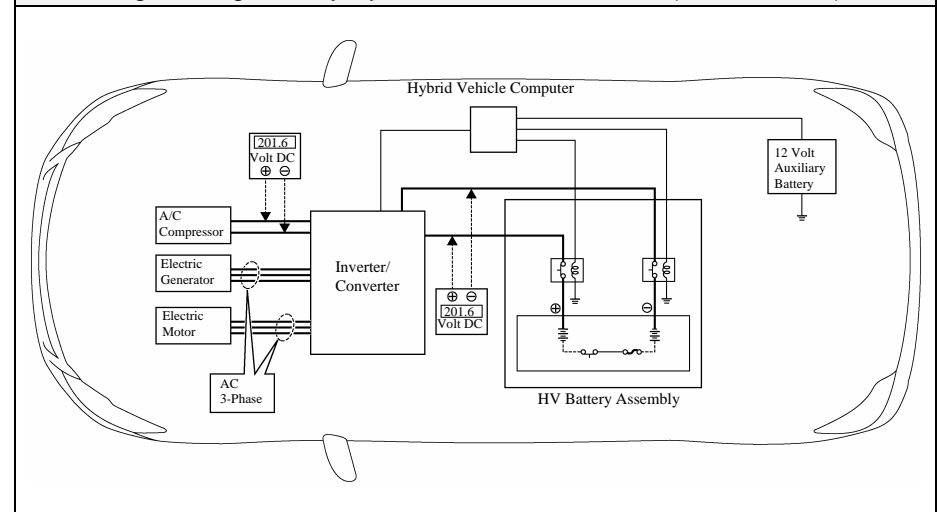 Hybrid Vehicle Computer
201.6
Volt DC
⊕ ⊖
12 Volt
Auxiliary
Battery
A/C
Compressor
Electric
Generator
Inverter/
Converter
Electric
Motor
⊕ ⊖
201.6
Volt DC
⊕ ⊖
AC
3-Phase
HV Battery Assembly